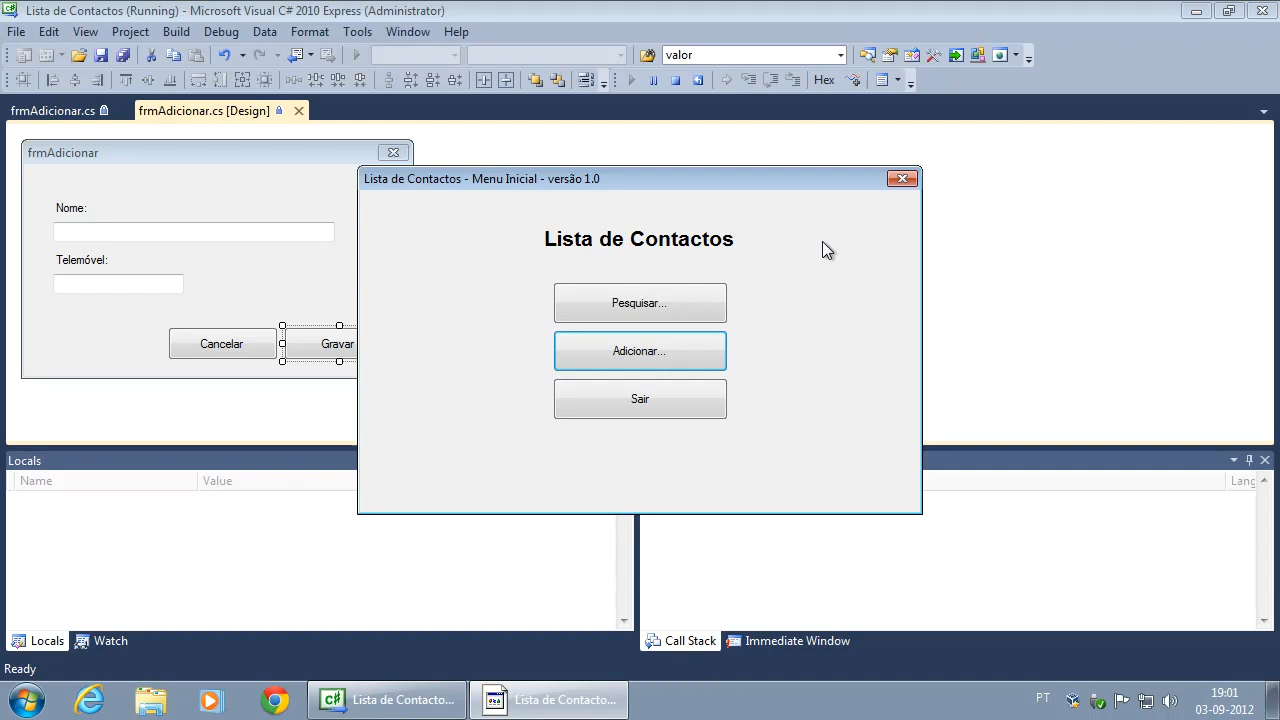 Lista de Contactos (Running) - Microsoft Visual C# 2010 Express (Administrator)
File Edit View Project Build Debug Data Format Tools Window Help
valor
Hex
frmAdicionar.cs frmAdicionar.cs [Design]
frmAdicionar
Lista de Contactos - Menu Inicial - versão 1.0
Nome:
Lista de Contactos
Telemóvel:
Pesquisar...
Cancelar Gravar
Adicionar...
Sair
Locals
Name Value Lang
Locals Watch Call Stack Immediate Window
Ready
C# Lista de Contacto... Lista de Contacto... PT 19:01
03-09-2012